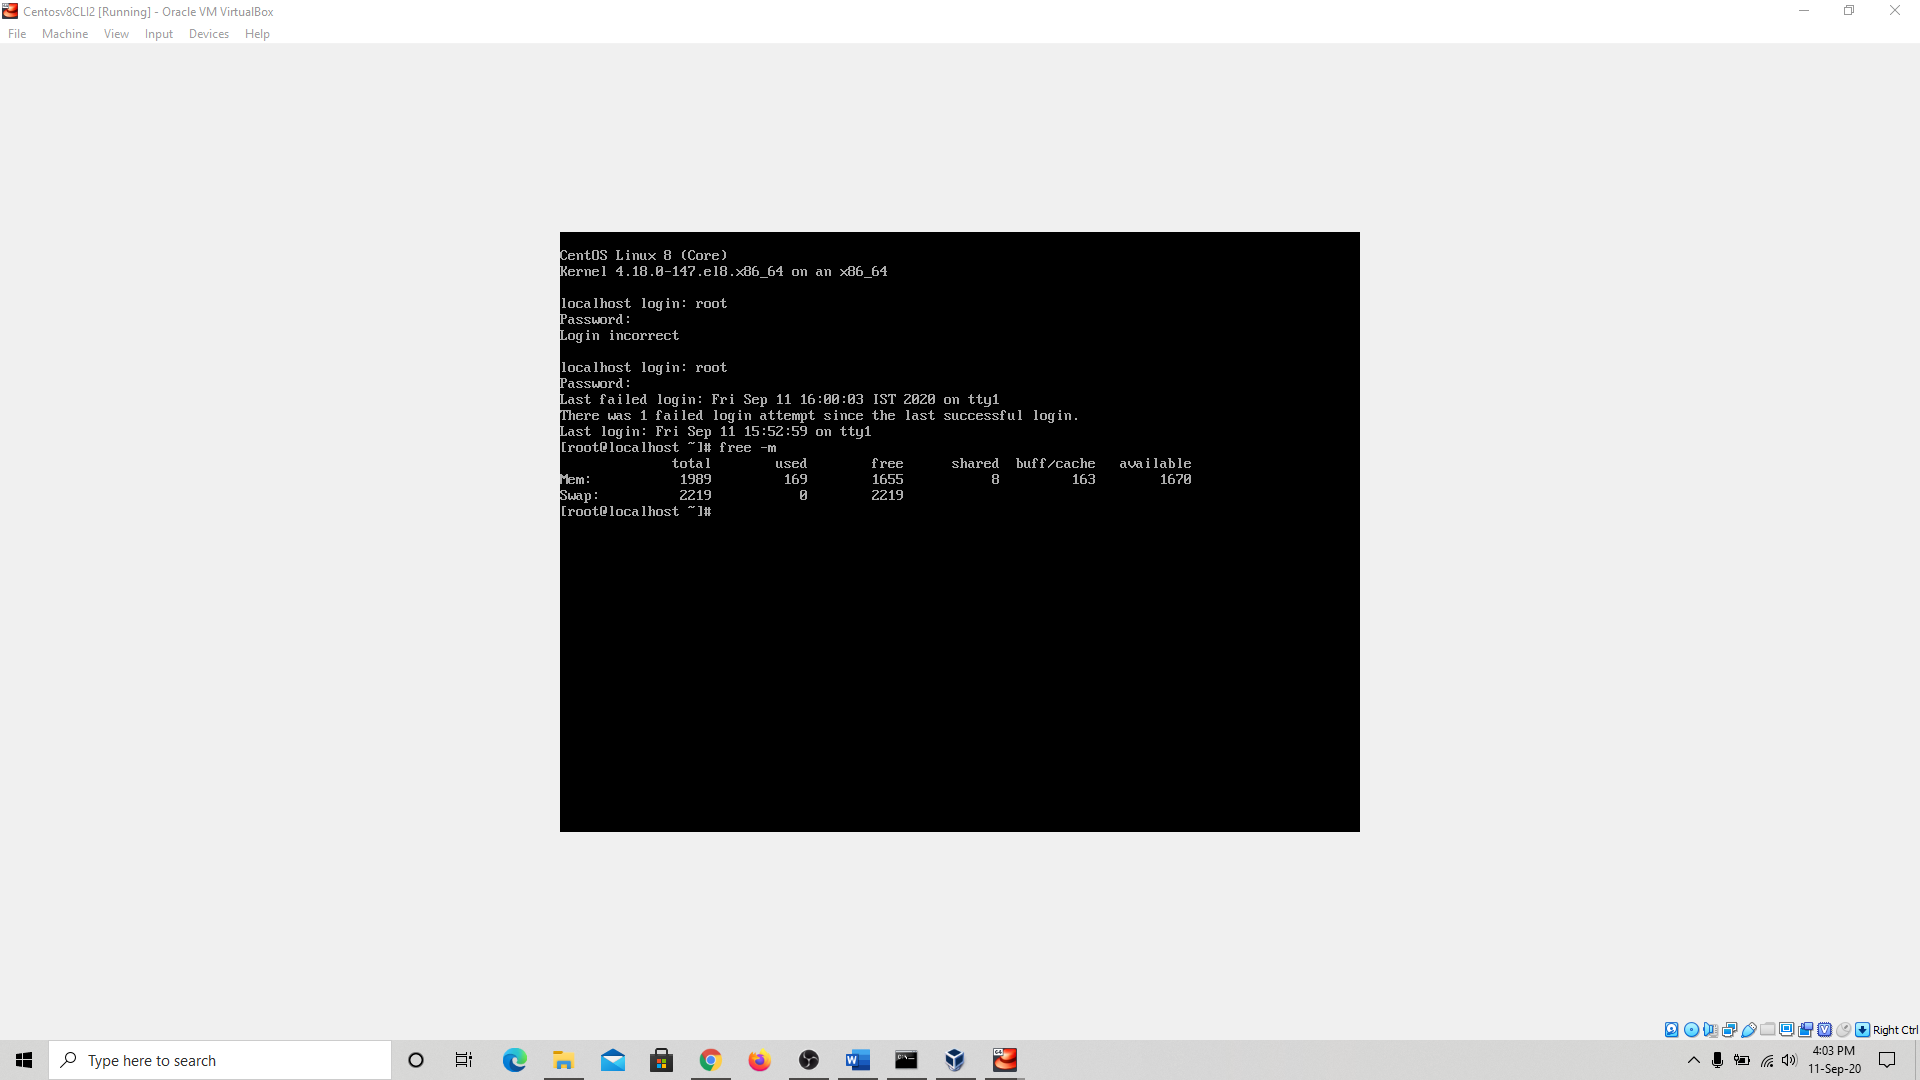 Centosv8CLI2 [Running] - Oracle VM VirtualBox
File Machine View Input Devices Help
CentOS Linux 8 (Core)
Kernel 4.18.0-147.el8.x86_64 on an x86_64
localhost login: root
Password:
Login incorrect
localhost login: root
Password:
Last failed login: Fri Sep 11 16:00:03 IST 2020 on tty1
There was 1 failed login attempt since the last successful login.
Last login: Fri Sep 11 15:52:59 on tty1
[root@localhost ~]# free -m
total used free shared buff/cache available
Mem: 1989 169 1655 8 163 1670
Swap: 2219 0 2219
[root@localhost ~]#
Right Ctrl
Type here to search
4:03 PM
11-Sep-20